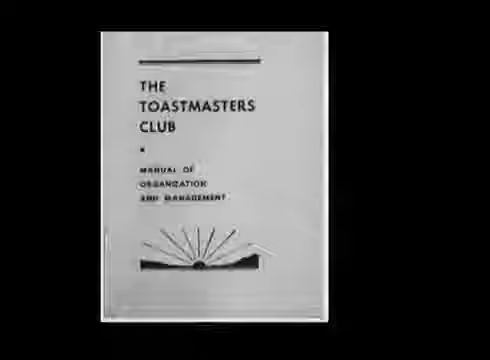 THE
TOASTMASTERS
CLUB
MANUAL OF
ORGANIZATION
AND MANAGEMENT